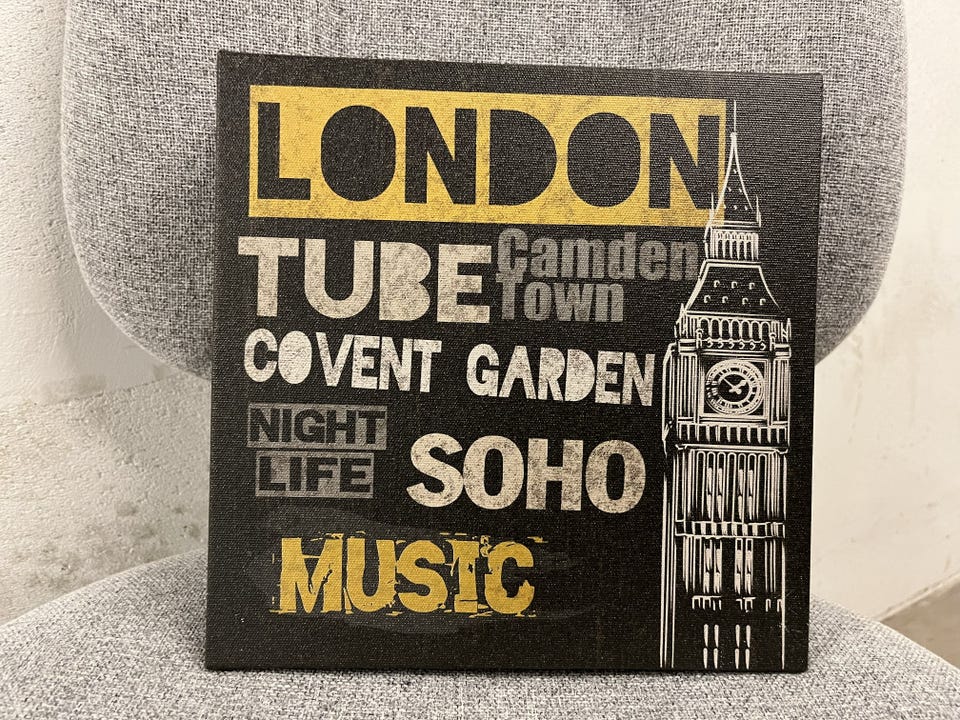 LONDON
TUBE
Camden
Town
COVENT GARDEN
NIGHT
LIFE
SOHO
MUSIC